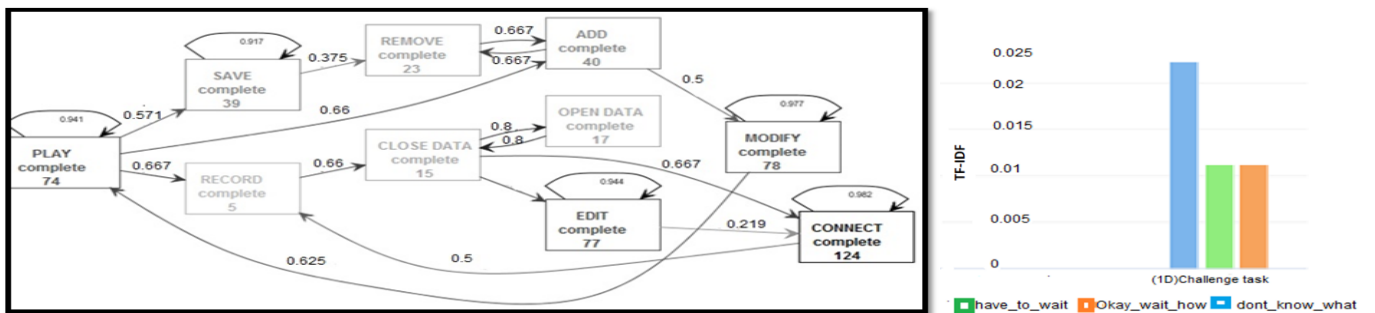 0.917
SAVE
complete
39
0.375
REMOVE
complete
23
0.667
0.667
ADD
complete
40
0.5
0.941
PLAY
complete
74
0.571
0.66
0.667
RECORD
complete
5
0.66
CLOSE DATA
complete
15
0.8
0.8
OPEN DATA
complete
17
0.977
MODIFY
complete
78
0.667
0.944
EDIT
complete
77
0.219
0.982
CONNECT
complete
124
0.5
0.625
TF-IDF
0.025
0.02
0.015
0.01
0.005
0
(1D)Challenge task
have_to_wait Okay_wait_how dont_know_what